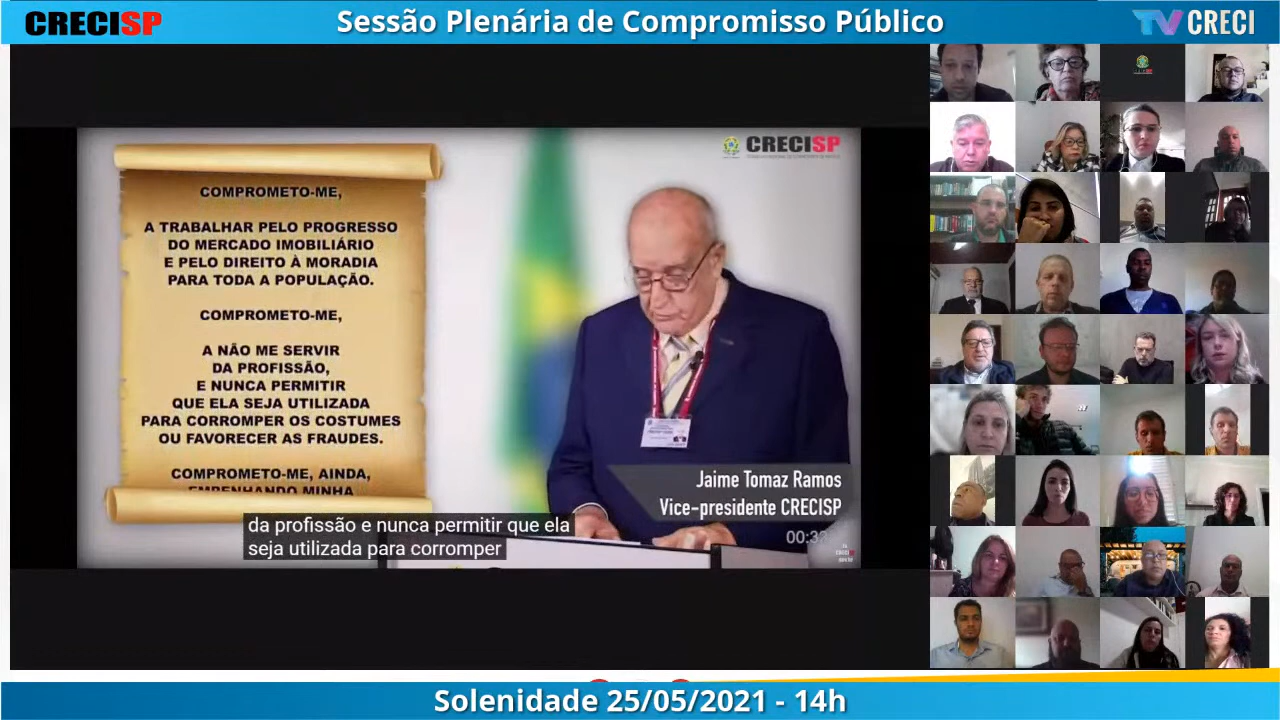 CRECISP
Sessão Plenária de Compromisso Público
TV CRECI
CRECISP
COMPROMETO-ME,
A TRABALHAR PELO PROGRESSO
DO MERCADO IMOBILIÁRIO
E PELO DIREITO À MORADIA
PARA TODA A POPULAÇÃO.
COMPROMETO-ME,
A NÃO ME SERVIR
DA PROFISSÃO,
E NUNCA PERMITIR
QUE ELA SEJA UTILIZADA
PARA CORROMPER OS COSTUMES
OU FAVORECER AS FRAUDES.
COMPROMETO-ME, AINDA,
EMPENHANDO MINHA
Jaime Tomaz Ramos
Vice-presidente CRECISP
da profissão e nunca permitir que ela
seja utilizada para corromper
Solenidade 25/05/2021 - 14h